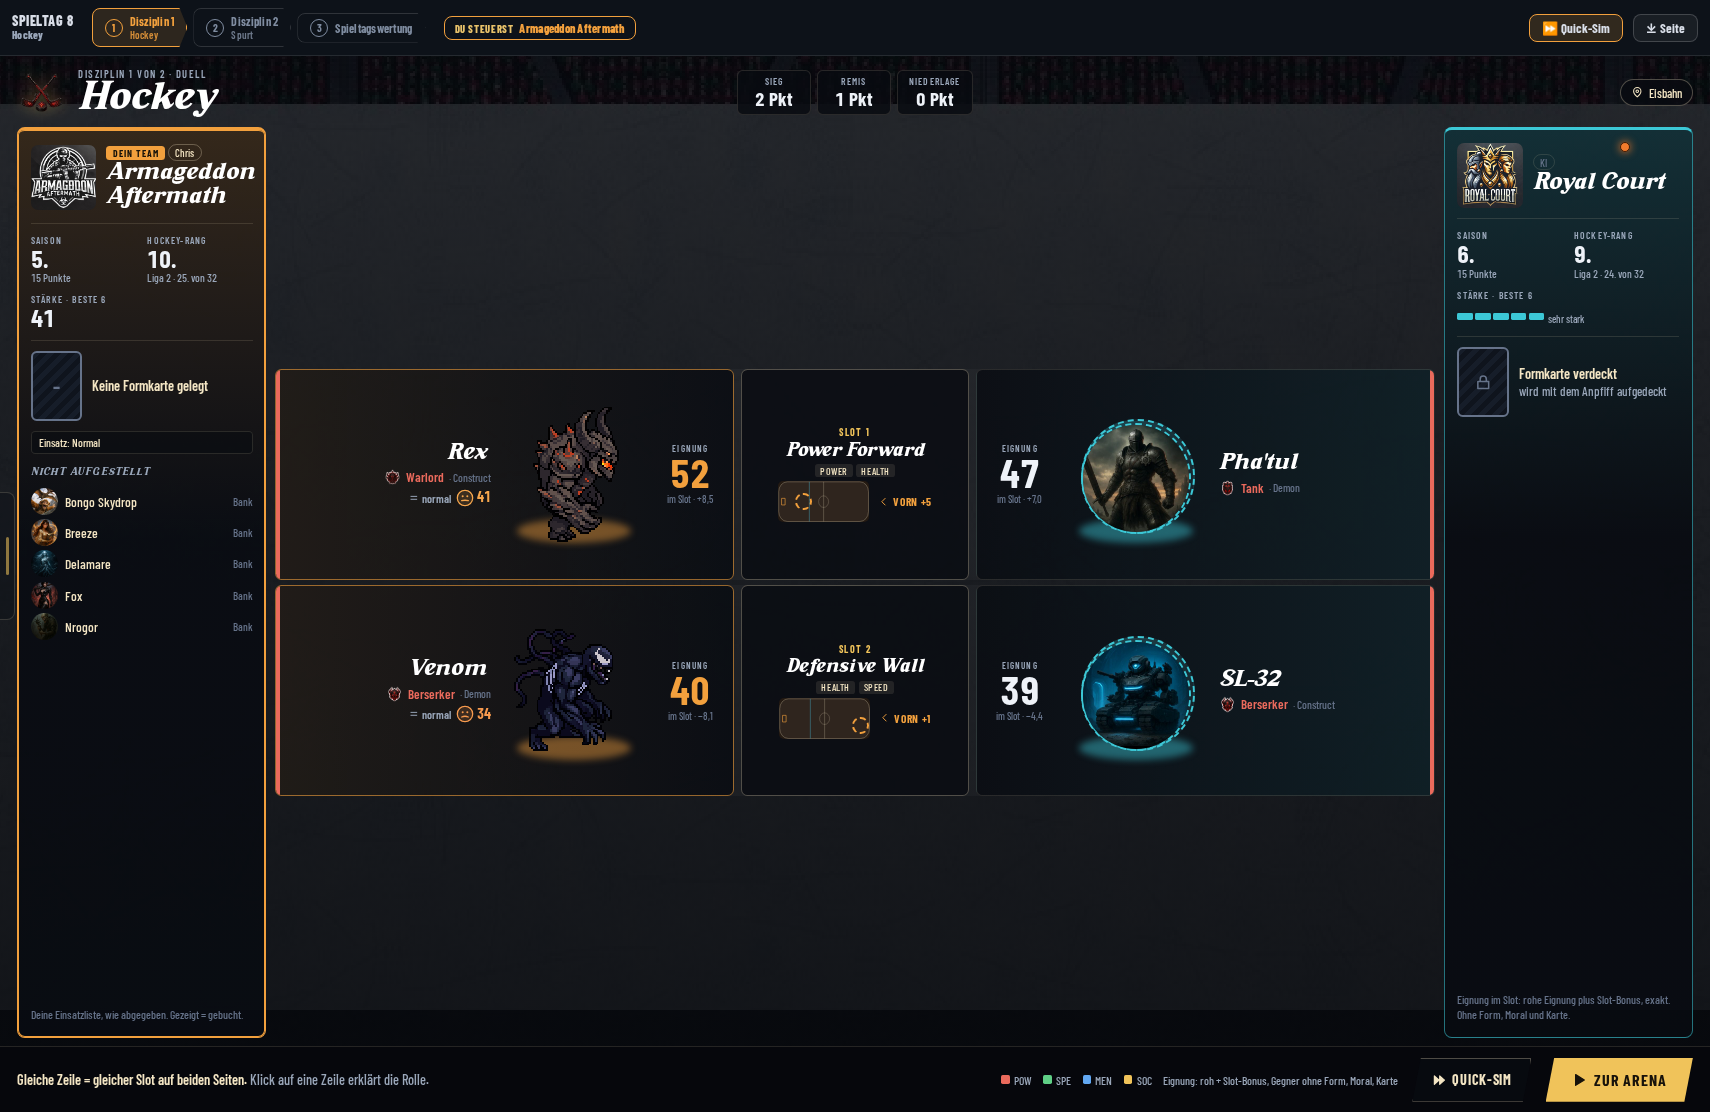 SPIELTAG 8
Hockey
1 Disziplin 1
Hockey
2 Disziplin 2
Spurt
3 Spieltagswertung
DU STEUERST Armageddon Aftermath
Quick-Sim
Seite
DISZIPLIN 1 VON 2 · DUELL
Hockey
SIEG
2 Pkt
REMIS
1 Pkt
NIEDERLAGE
0 Pkt
Eisbahn
DEIN TEAM Chris
Armageddon
Aftermath
ARMAGEDDON
AFTERMATH
SAISON
5.
15 Punkte
HOCKEY-RANG
10.
Liga 2 · 25. von 32
STÄRKE · BESTE 6
41
–
Keine Formkarte gelegt
Einsatz: Normal
NICHT AUFGESTELLT
Bongo Skydrop Bank
Breeze Bank
Delamare Bank
Fox Bank
Nrogor Bank
Deine Einsatzliste, wie abgegeben. Gezeigt = gebucht.
Rex
Warlord · Construct
= normal 41
EIGNUNG
52
im Slot · +8,5
SLOT 1
Power Forward
POWER HEALTH
VORN +5
EIGNUNG
47
im Slot · +7,0
Pha'tul
Tank · Demon
Venom
Berserker · Demon
= normal 34
EIGNUNG
40
im Slot · −8,1
SLOT 2
Defensive Wall
HEALTH SPEED
VORN +1
EIGNUNG
39
im Slot · −4,4
SL-32
Berserker · Construct
KI
Royal Court
ROYAL COURT
SAISON
6.
15 Punkte
HOCKEY-RANG
9.
Liga 2 · 24. von 32
STÄRKE · BESTE 6
sehr stark
Formkarte verdeckt
wird mit dem Anpfiff aufgedeckt
Eignung im Slot: rohe Eignung plus Slot-Bonus, exakt.
Ohne Form, Moral und Karte.
Gleiche Zeile = gleicher Slot auf beiden Seiten. Klick auf eine Zeile erklärt die Rolle.
POW SPE MEN SOC Eignung: roh + Slot-Bonus, Gegner ohne Form, Moral, Karte
QUICK-SIM
ZUR ARENA